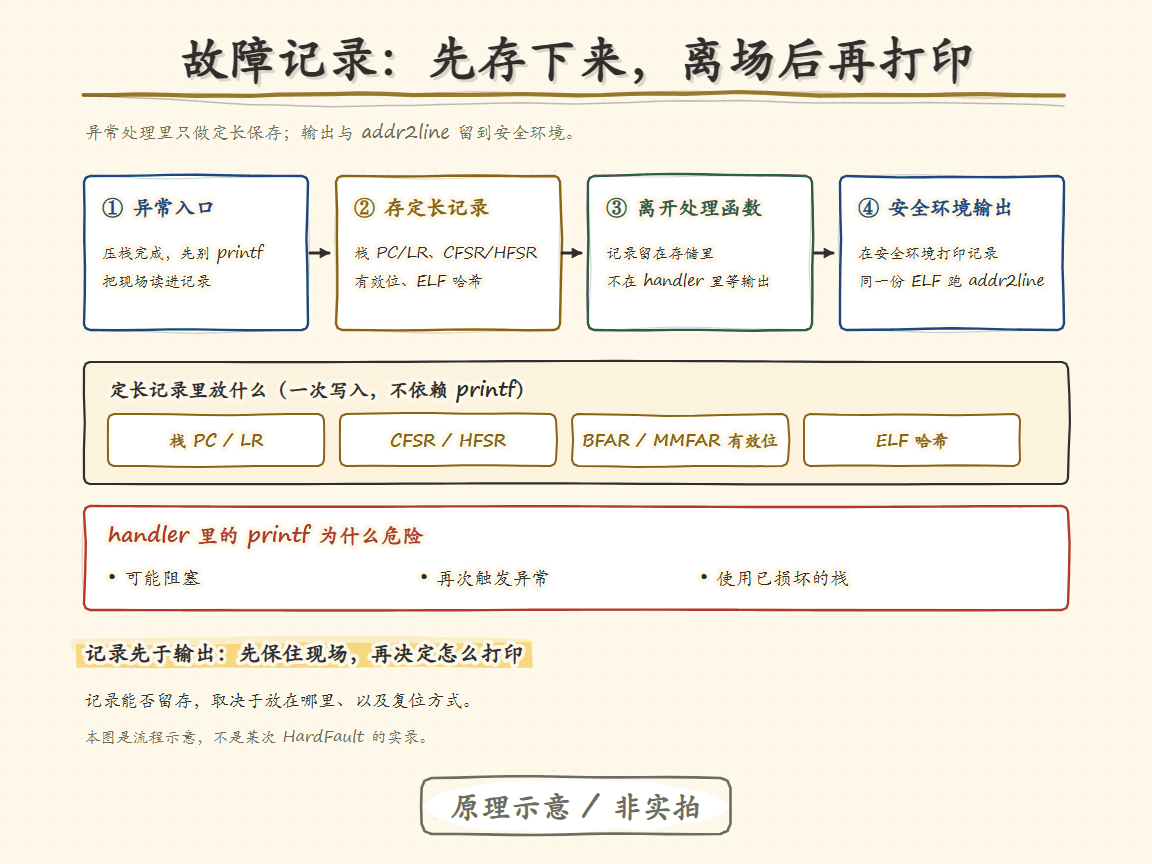 故障记录：先存下来，离场后再打印
异常处理里只做定长保存；输出与 addr2line 留到安全环境。
① 异常入口
压栈完成，先别 printf
把现场读进记录
② 存定长记录
栈 PC/LR、CFSR/HFSR
有效位、ELF 哈希
③ 离开处理函数
记录留在存储里
不在 handler 里等输出
④ 安全环境输出
在安全环境打印记录
同一份 ELF 跑 addr2line
定长记录里放什么（一次写入，不依赖 printf）
栈 PC / LR
CFSR / HFSR
BFAR / MMFAR 有效位
ELF 哈希
handler 里的 printf 为什么危险
• 可能阻塞
• 再次触发异常
• 使用已损坏的栈
记录先于输出：先保住现场，再决定怎么打印
记录能否留存，取决于放在哪里、以及复位方式。
本图是流程示意，不是某次 HardFault 的实录。
原理示意 / 非实拍